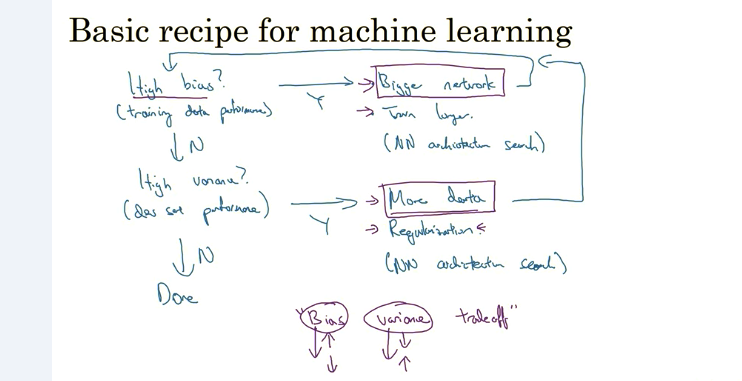 Basic recipe for machine learning
High bias?
(training data performance)
Y
Bigger network
Train longer.
(NN architecture search)
N
High variance?
(dev set performance)
Y
More data
Regularization
(NN architecture search)
N
Done
"Bias variance tradeoff"